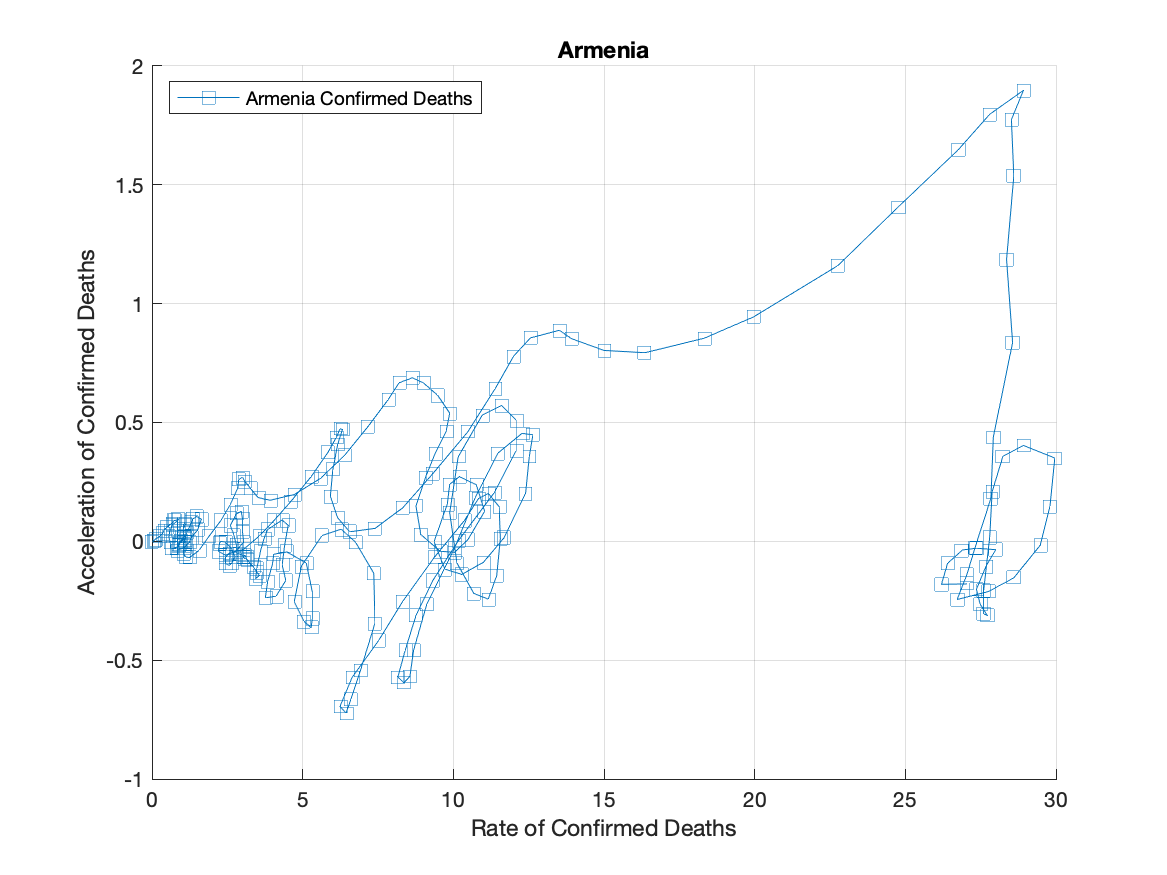 Armenia
Armenia Confirmed Deaths
Acceleration of Confirmed Deaths
2
1.5
1
0.5
0
-0.5
-1
0 5 10 15 20 25 30
Rate of Confirmed Deaths